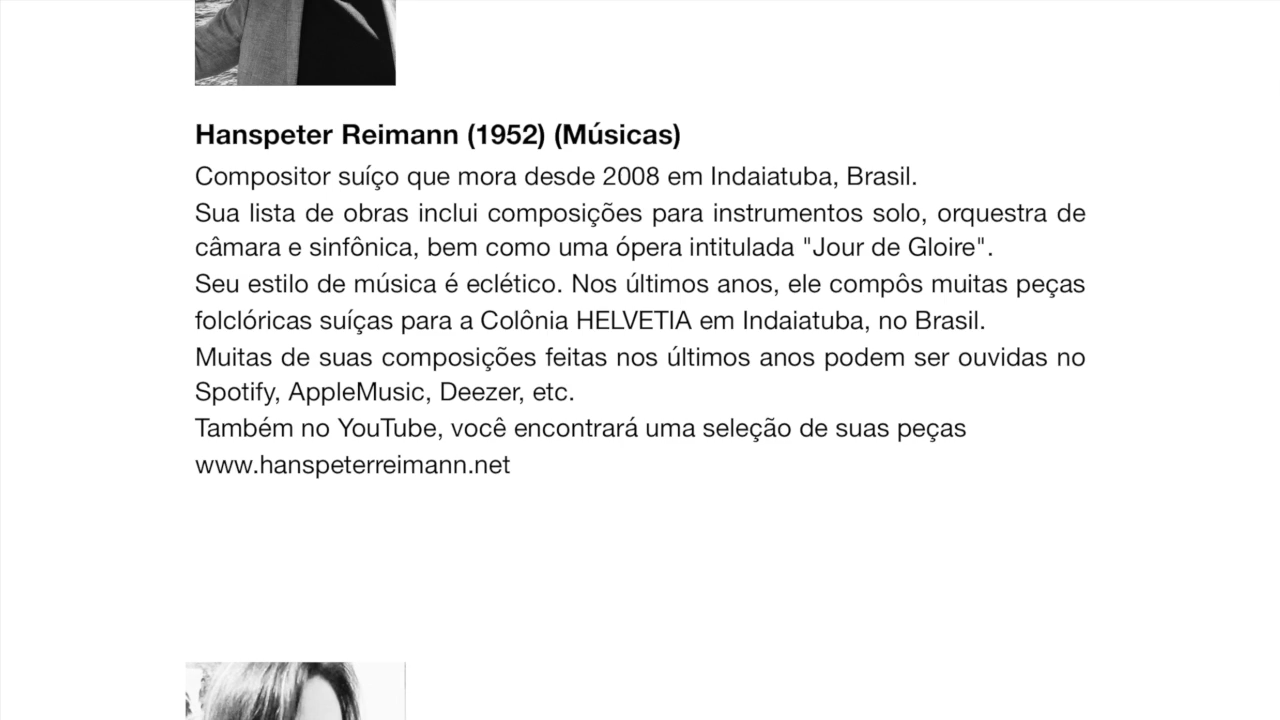 Hanspeter Reimann (1952) (Músicas)
Compositor suíço que mora desde 2008 em Indaiatuba, Brasil.
Sua lista de obras inclui composições para instrumentos solo, orquestra de
câmara e sinfônica, bem como uma ópera intitulada "Jour de Gloire".
Seu estilo de música é eclético. Nos últimos anos, ele compôs muitas peças
folclóricas suíças para a Colônia HELVETIA em Indaiatuba, no Brasil.
Muitas de suas composições feitas nos últimos anos podem ser ouvidas no
Spotify, AppleMusic, Deezer, etc.
Também no YouTube, você encontrará uma seleção de suas peças
www.hanspeterreimann.net